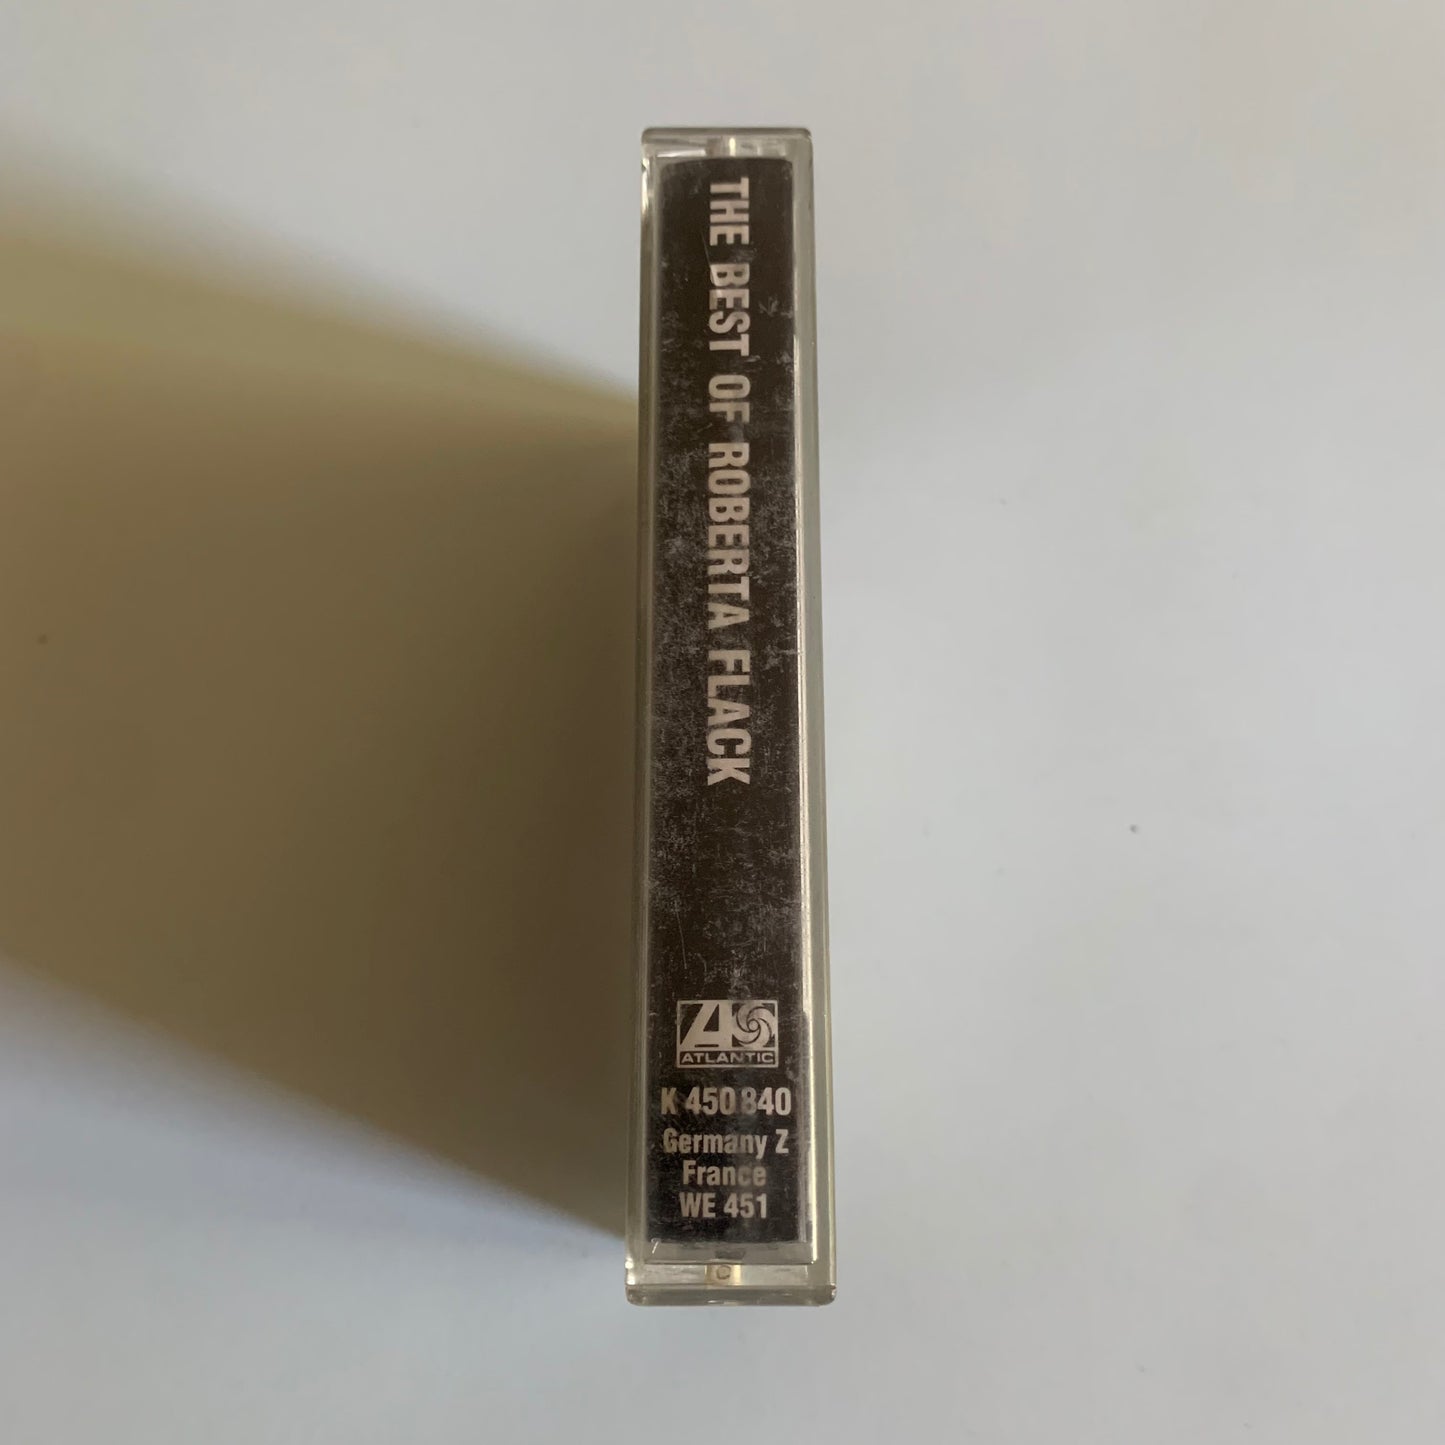 THE BEST OF ROBERTA FLACK
ATLANTIC
K 450 840
Germany Z
France
WE 451